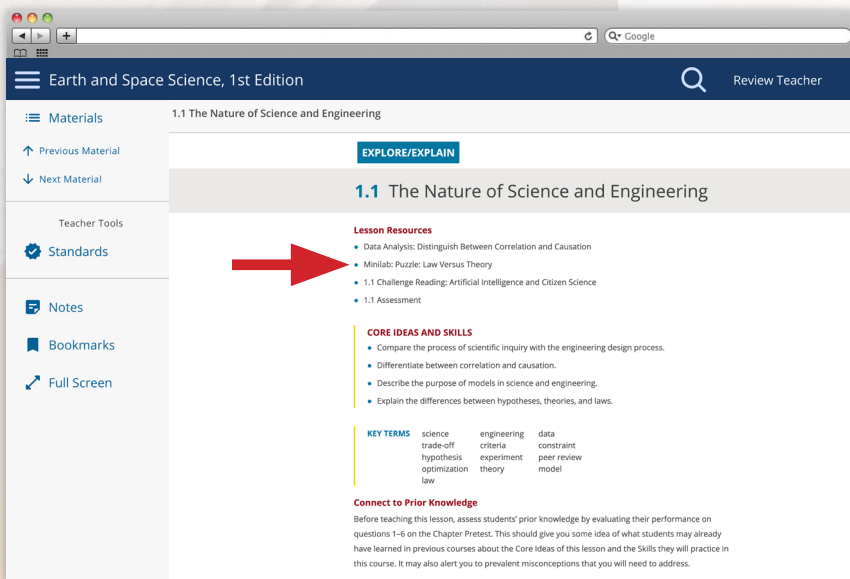 Google
Earth and Space Science, 1st Edition
Review Teacher
Materials
Previous Material
Next Material
Teacher Tools
Standards
Notes
Bookmarks
Full Screen
1.1 The Nature of Science and Engineering
EXPLORE/EXPLAIN
1.1 The Nature of Science and Engineering
Lesson Resources
• Data Analysis: Distinguish Between Correlation and Causation
• Minilab: Puzzle: Law Versus Theory
• 1.1 Challenge Reading: Artificial Intelligence and Citizen Science
• 1.1 Assessment
CORE IDEAS AND SKILLS
• Compare the process of scientific inquiry with the engineering design process.
• Differentiate between correlation and causation.
• Describe the purpose of models in science and engineering.
• Explain the differences between hypotheses, theories, and laws.
KEY TERMS science engineering data
trade-off criteria constraint
hypothesis experiment peer review
optimization theory model
law
Connect to Prior Knowledge
Before teaching this lesson, assess students' prior knowledge by evaluating their performance on
questions 1–6 on the Chapter Pretest. This should give you some idea of what students may already
have learned in previous courses about the Core Ideas of this lesson and the Skills they will practice in
this course. It may also alert you to prevalent misconceptions that you will need to address.